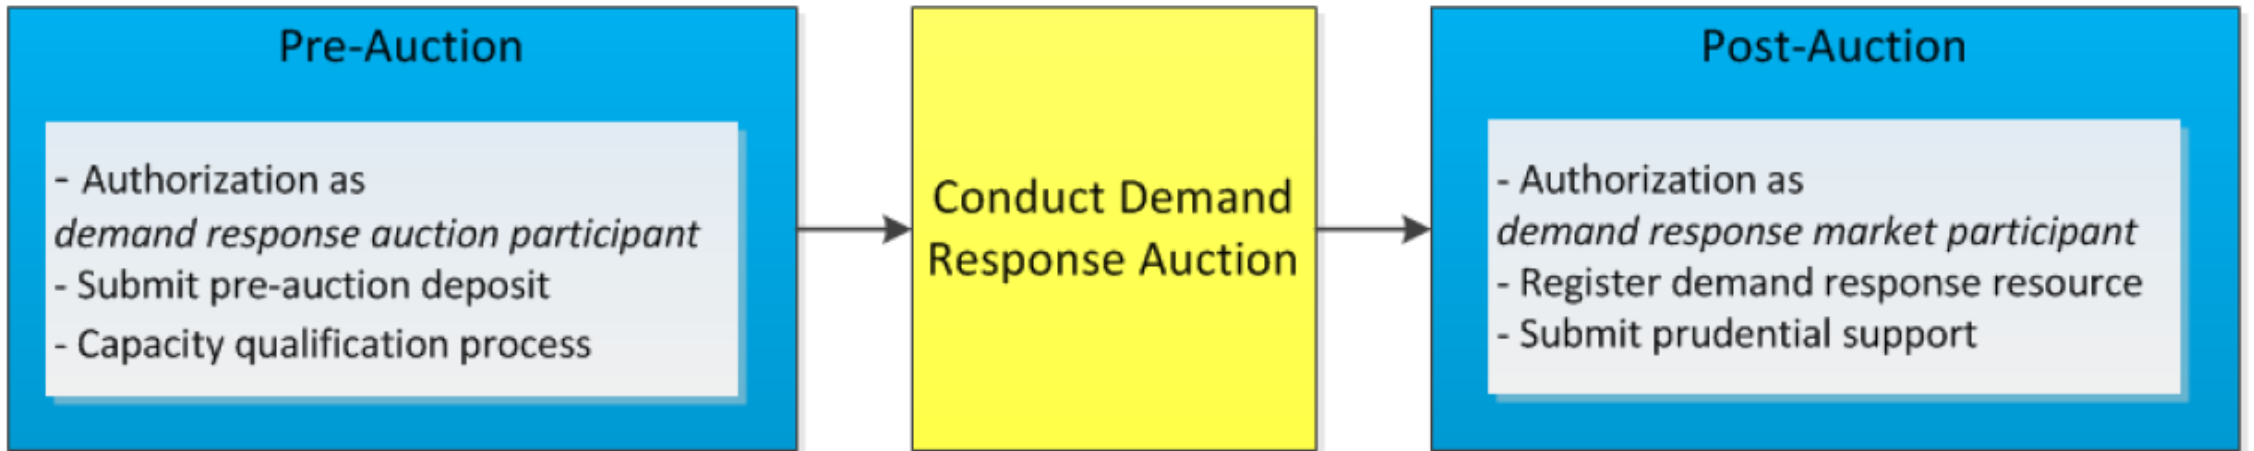 Pre-Auction
- Authorization as
demand response auction participant
- Submit pre-auction deposit
- Capacity qualification process
Conduct Demand
Response Auction
Post-Auction
- Authorization as
demand response market participant
- Register demand response resource
- Submit prudential support